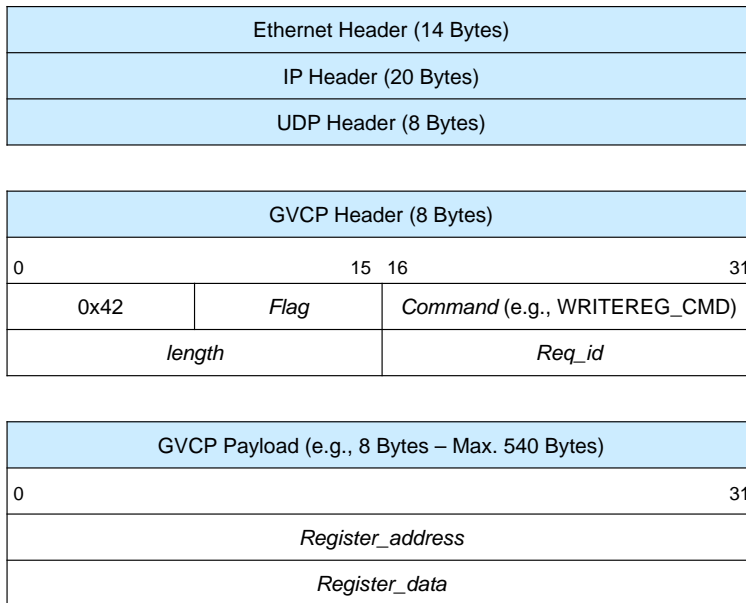 Ethernet Header (14 Bytes)
IP Header (20 Bytes)
UDP Header (8 Bytes)
GVCP Header (8 Bytes)
0 15 16 31
0x42 Flag Command (e.g., WRITEREG_CMD)
length Req_id
GVCP Payload (e.g., 8 Bytes – Max. 540 Bytes)
0 31
Register_address
Register_data